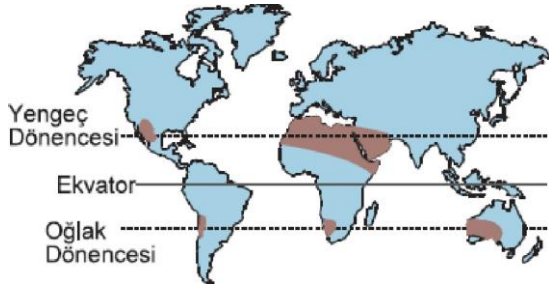 Yengeç
Dönencesi
Ekvator
Oğlak
Dönencesi